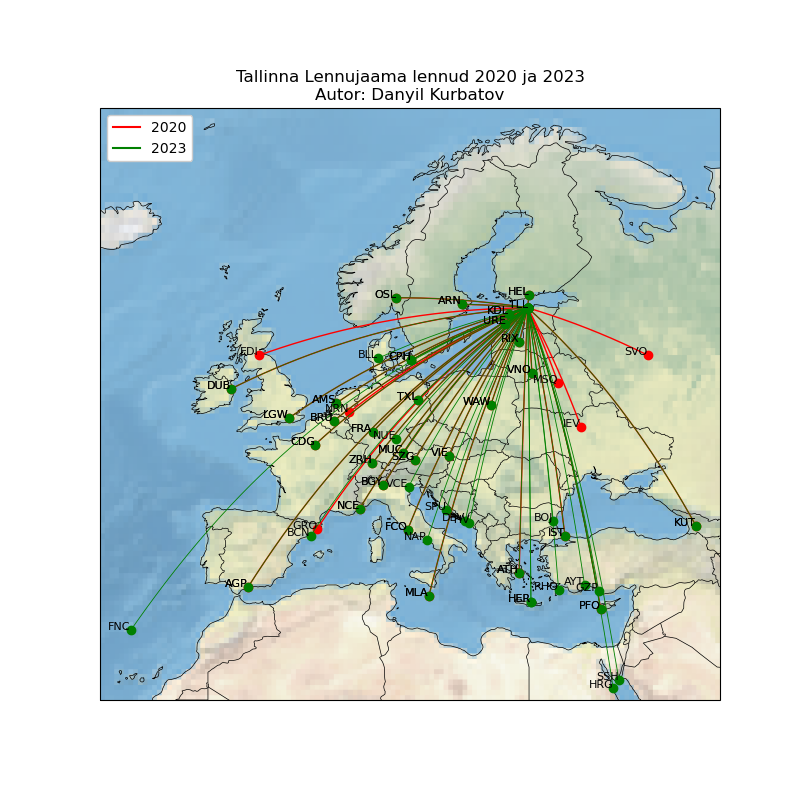 Tallinna Lennujaama lennud 2020 ja 2023
Autor: Danyil Kurbatov
2020
2023
OSL
ARN
HEL
TLL
KDL
URE
RIX
EDI
BLL
CPH
SVO
DUB
VNO
MSQ
AMS
NRN
TXL
WAW
LGW
BRU
FRA
IEV
NUE
CDG
MUC
VIE
ZRH
SZG
BGY
VCE
NCE
SPU
GRO
BCN
FCO
NAP
BOJ
IST
KUT
ATH
AGP
MLA
RHO
AYT
GZP
HER
PFO
FNC
SSH
HRG